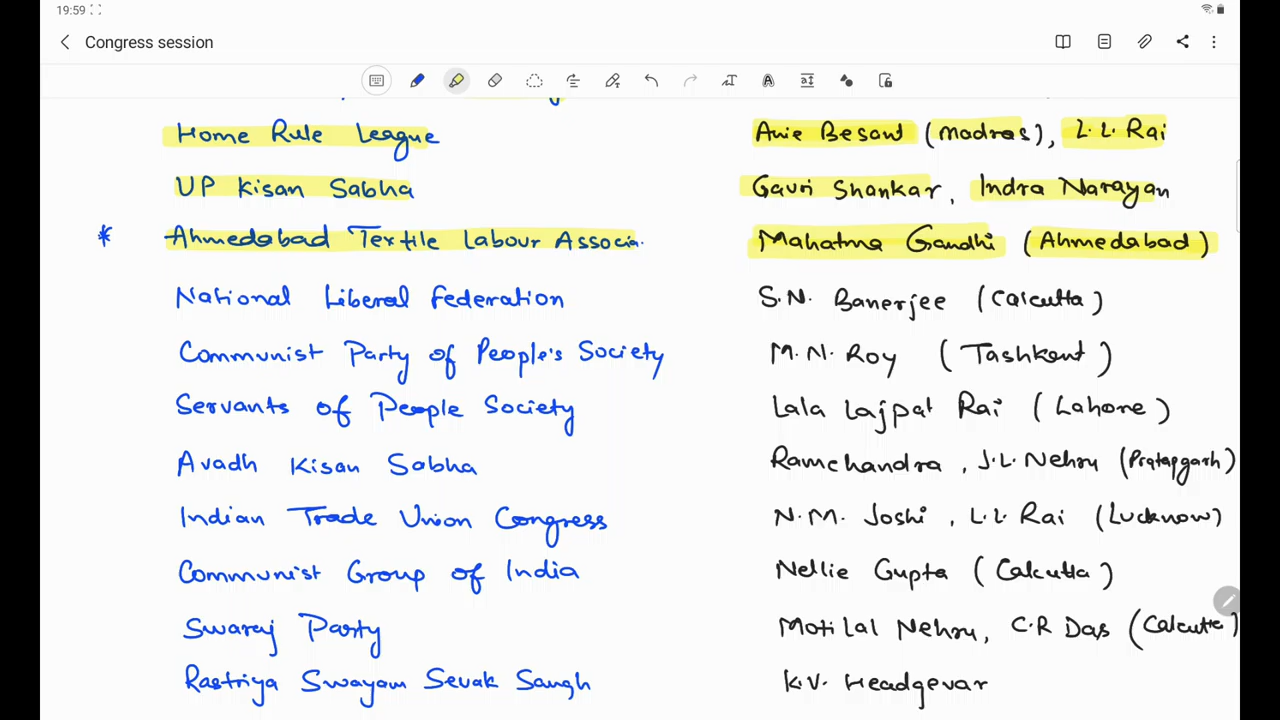 19:59
Congress session
Home Rule League Anie Besant (Madras), L.L. Rai
UP Kisan Sabha Gauri Shankar, Indra Narayan
* Ahmedabad Textile Labour Associa. Mahatma Gandhi (Ahmedabad)
National Liberal Federation S.N. Banerjee (Calcutta)
Communist Party of People's Society M.N. Roy (Tashkent)
Servants of People Society Lala Lajpat Rai (Lahore)
Avadh Kisan Sabha Ramchandra, J.L. Nehru (Pratapgarh)
Indian Trade Union Congress N.M. Joshi, L.L. Rai (Lucknow)
Communist Group of India Nellie Gupta (Calcutta)
Swaraj Party Motilal Nehru, C.R Das (Calcutta)
Rastriya Swayam Sevak Sangh K.V. Headgevar